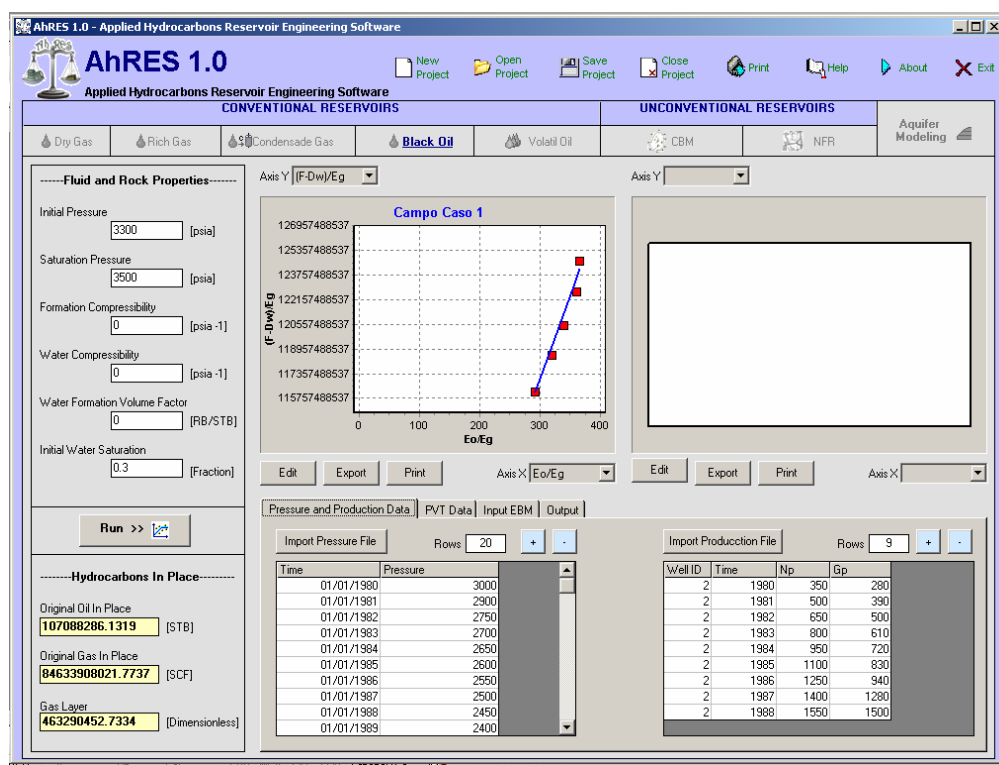 AhRES 1.0 - Applied Hydrocarbons Reservoir Engineering Software
AhRES 1.0
Applied Hydrocarbons Reservoir Engineering Software
New Project
Open Project
Save Project
Close Project
Print
Help
About
Exit
CONVENTIONAL RESERVOIRS
UNCONVENTIONAL RESERVOIRS
Aquifer Modeling
Dry Gas
Rich Gas
Condensade Gas
Black Oil
Volatil Oil
CBM
NFR
------Fluid and Rock Properties-------
Initial Pressure
3300 [psia]
Saturation Pressure
3500 [psia]
Formation Compressibility
0 [psia -1]
Water Compressibility
0 [psia -1]
Water Formation Volume Factor
0 [RB/STB]
Initial Water Saturation
0.3 [Fraction]
Run >>
--------Hydrocarbons In Place---------
Original Oil In Place
107088286.1319 [STB]
Original Gas In Place
84633908021.7737 [SCF]
Gas Layer
463290452.7334 [Dimensionless]
Axis Y (F-Dw)/Eg
Campo Caso 1
126957488537
125357488537
123757488537
122157488537
120557488537
118957488537
117357488537
115757488537
(F-Dw)/Eg
0 100 200 300 400
Eo/Eg
Edit Export Print Axis X Eo/Eg
Axis Y
Edit Export Print Axis X
Pressure and Production Data PVT Data Input EBM Output
Import Pressure File Rows 20 + -
Time Pressure
01/01/1980 3000
01/01/1981 2900
01/01/1982 2750
01/01/1983 2700
01/01/1984 2650
01/01/1985 2600
01/01/1986 2550
01/01/1987 2500
01/01/1988 2450
01/01/1989 2400
Import Producction File Rows 9 + -
Well ID Time Np Gp
2 1980 350 280
2 1981 500 390
2 1982 650 500
2 1983 800 610
2 1984 950 720
2 1985 1100 830
2 1986 1250 940
2 1987 1400 1280
2 1988 1550 1500